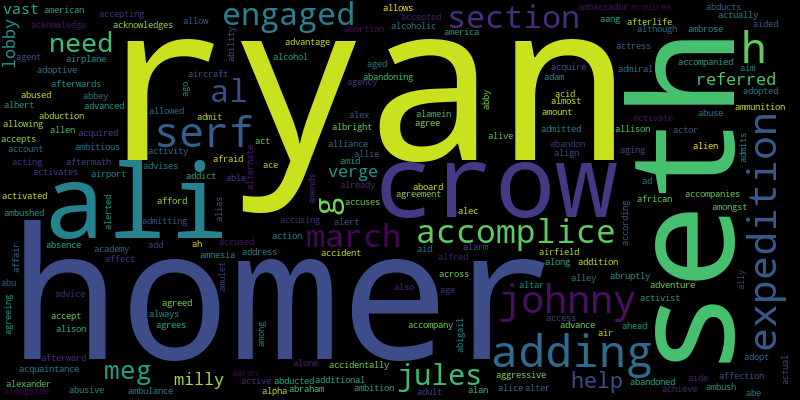 vast american
acknowledge
accepting
acknowledges
engaged
allow
abortion
accepted
allows
alcoholic
america
section
ambassador acquires
afterlife
although
abducts
actually
ambrose
aided
lobby
need
ryan
h
airplane
adoptive
afterwards
agent
ability
advantage
alcohol
aged
abandoning
agency
aang
acquire
adam
actress
admiral
accompanied
aim
referred
adopted
abused
abbey
albert
advanced
ago
aircraft
al
abby
acid
almost
amount
abuse
ammunition
abduction
allowing
allen
acquired
allowed
admit
serf
act
alex
albright
alamein
agree
alive
admitted
allison
activate
actor
alien
admits
accepts
account
ambitious
activity
alliance
allie
abandon
align
aging
seth
acting
aftermath
advises
afraid
alternate
ace
amid
verge
already
crow
ad
african
accompanies
activated
activates
airport
addict
able
agreement
aboard
amongst
expedition
ambushed
alerted
ali
afford
alias
amends
g
accuses
alec
according
absence
academy
admitting
add
ah
accused
accusing
action
alert
march
accomplice
affair
affect
amnesia
address
accident
aid
alarm
airfield
along
addition
abruptly
ally
abu
alfred
across
alley
adventure
agreeing
advice
homer
agreed
amulet
also
age
altar
activist
johnny
accept
alison
always
agrees
among
accompany
abigail
access
advance
air
ahead
afterward
alone
accidentally
adding
adopt
actual
acquaintance
meg
milly
aaron
active
abducted
additional
jules
aggressive
help
abandoned
aide
affection
alexander
alongside
abusive
ambulance
alpha
abraham
ambition
adult
alan
alice
alter
achieve
ambush
abe